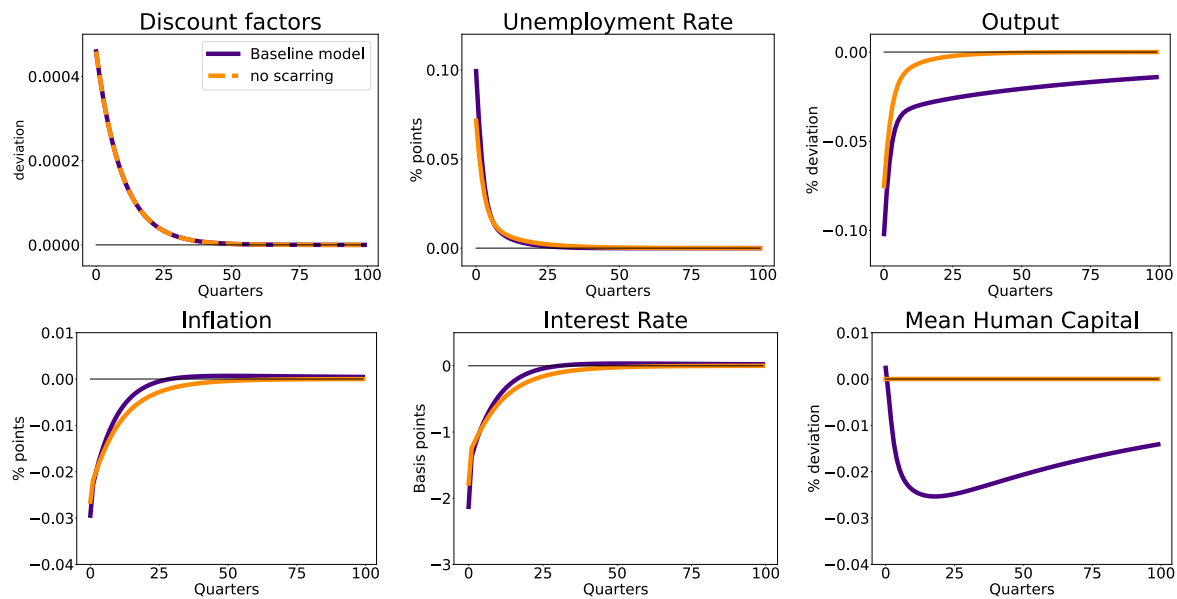 Discount factors
deviation
0.0004
0.0002
0.0000
Baseline model
no scarring
0
25
50
75
100
Quarters
Unemployment Rate
% points
0.10
0.05
0.00
0
25
50
75
100
Quarters
Output
% deviation
0.00
−0.05
−0.10
0
25
50
75
100
Quarters
Inflation
% points
0.01
0.00
−0.01
−0.02
−0.03
−0.04
0
25
50
75
100
Quarters
Interest Rate
Basis points
0
−1
−2
−3
0
25
50
75
100
Quarters
Mean Human Capital
% deviation
0.01
0.00
−0.01
−0.02
−0.03
−0.04
0
25
50
75
100
Quarters